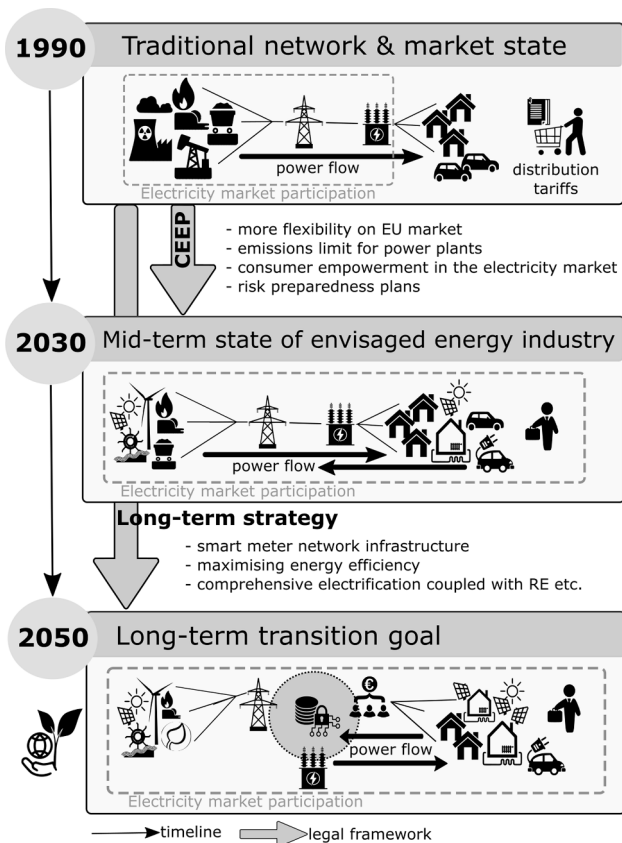 1990
Traditional network & market state
power flow
distribution
tariffs
Electricity market participation
CEEP
- more flexibility on EU market
- emissions limit for power plants
- consumer empowerment in the electricity market
- risk preparedness plans
2030
Mid-term state of envisaged energy industry
power flow
Electricity market participation
Long-term strategy
- smart meter network infrastructure
- maximising energy efficiency
- comprehensive electrification coupled with RE etc.
2050
Long-term transition goal
€
power flow
Electricity market participation
timeline
legal framework